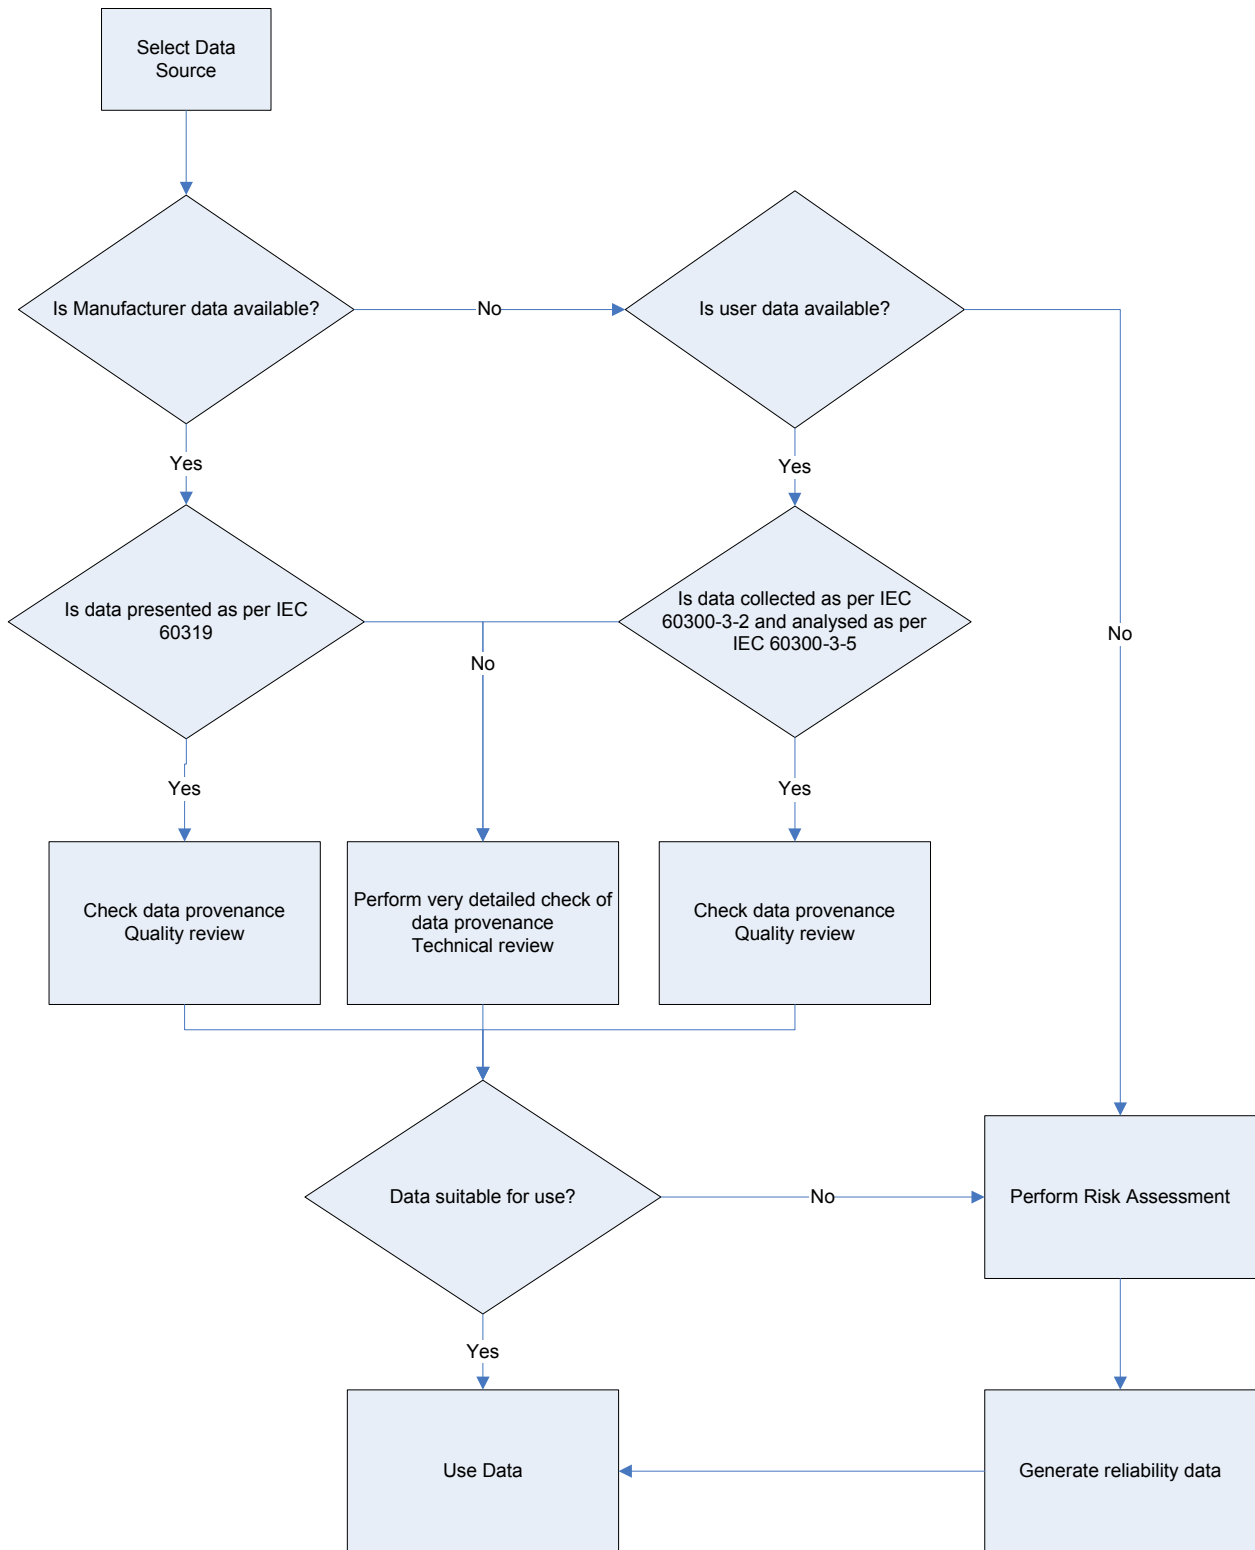 Select Data
Source
Is Manufacturer data available?
No
Is user data available?
Yes
Yes
Is data presented as per IEC
60319
No
Is data collected as per IEC
60300-3-2 and analysed as per
IEC 60300-3-5
No
Yes
Yes
Check data provenance
Quality review
Perform very detailed check of
data provenance
Technical review
Check data provenance
Quality review
Data suitable for use?
No
Perform Risk Assessment
Yes
Use Data
Generate reliability data